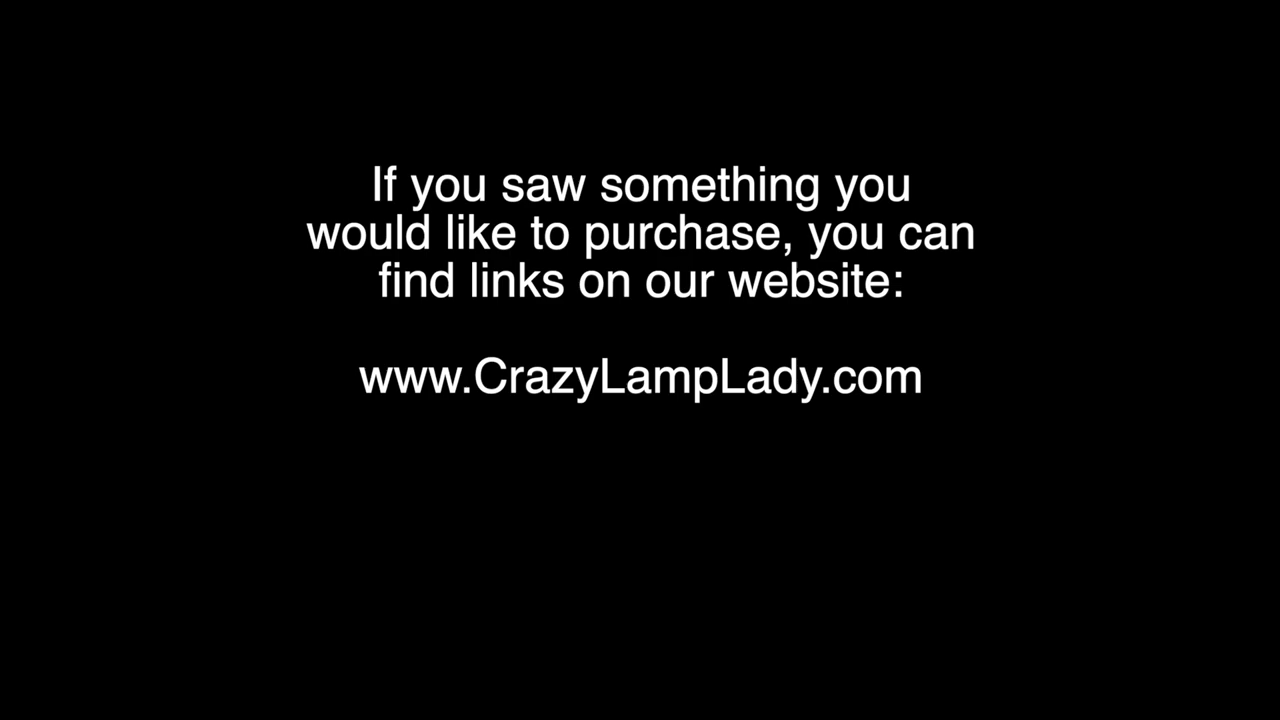 If you saw something you
would like to purchase, you can
find links on our website:
www.CrazyLampLady.com